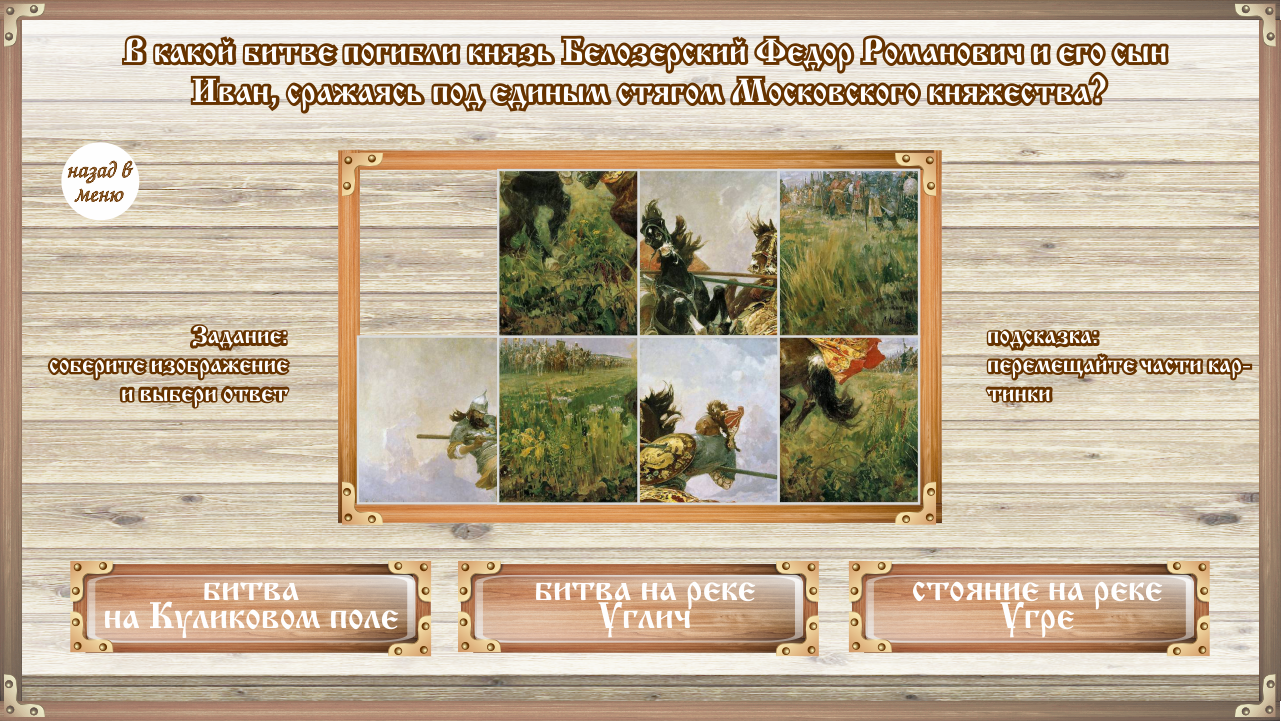 В какой битве погибли князь Белозерский Федор Романович и его сын
Иван, сражаясь под единым стягом Московского княжества?
назад в
меню
Задание:
соберите изображение
и выбери ответ
подсказка:
перемещайте части кар-
тинки
битва
на Куликовом поле
битва на реке
Углич
стояние на реке
Угре